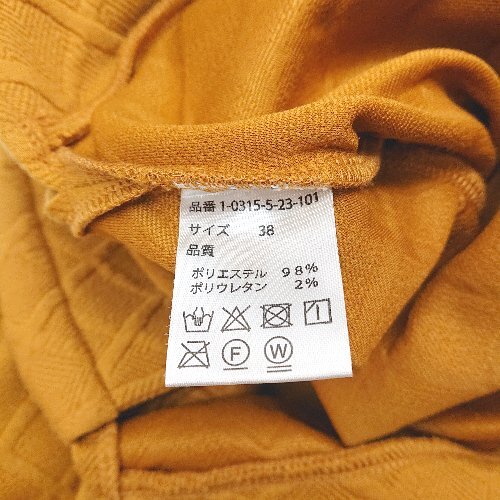 品番 1-0315-5-23-101
サイズ 38
品質
ポリエステル 98%
ポリウレタン 2%
F W